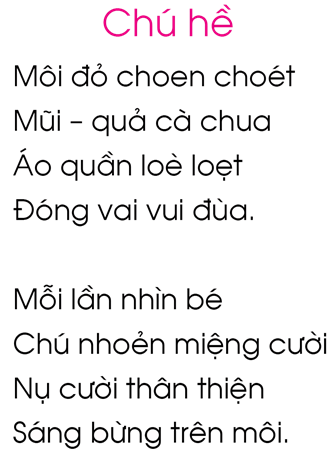 Chú hề
Môi đỏ choen choét
Mũi – quả cà chua
Áo quần loè loẹt
Đóng vai vui đùa.
Mỗi lần nhìn bé
Chú nhoẻn miệng cười
Nụ cười thân thiện
Sáng bừng trên môi.